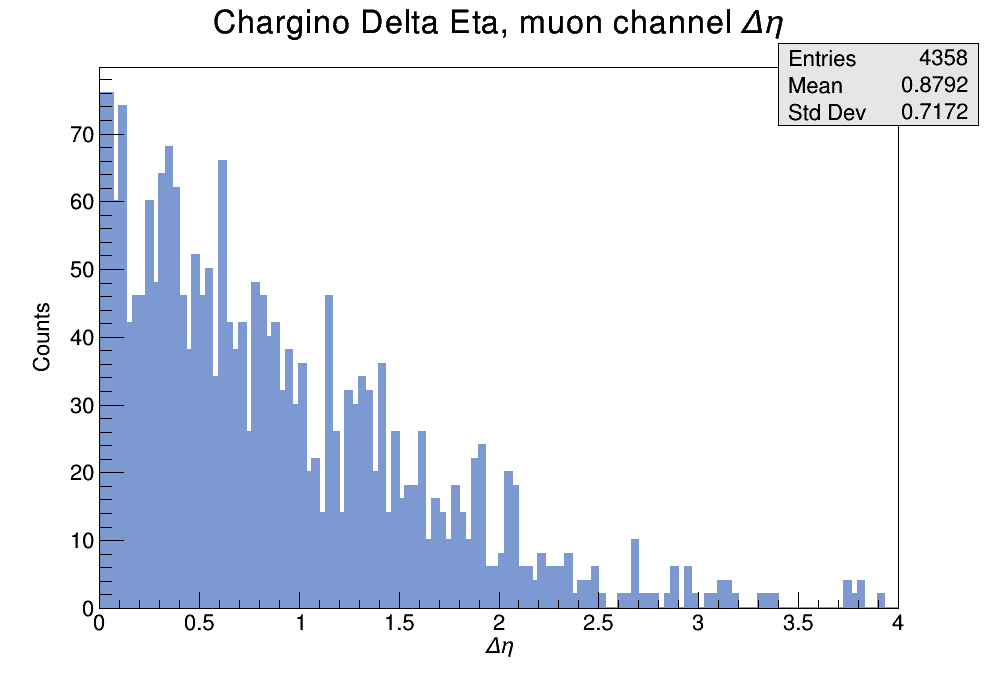 Chargino Delta Eta, muon channel Δη
Entries 4358
Mean 0.8792
Std Dev 0.7172
70
60
50
40
30
20
10
0
Counts
0 0.5 1 1.5 2 2.5 3 3.5 4
Δη